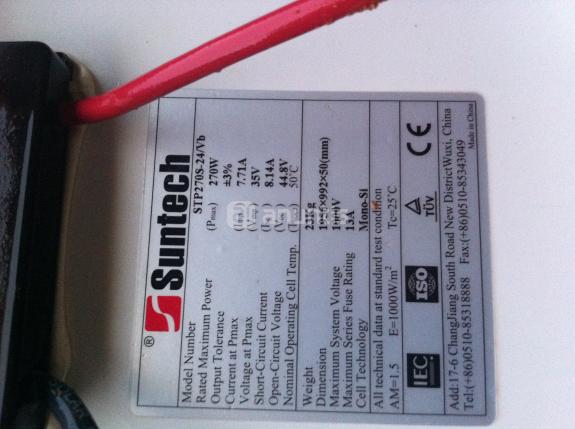 ® Suntech
Model Number STP270S-24/Vb
Rated Maximum Power (Pmax) 270W
Output Tolerance ±3%
Current at Pmax 7.71A
Voltage at Pmax 35V
Short-Circuit Current 8.14A
Open-Circuit Voltage 44.8V
Nominal Operating Cell Temp. 50°C
Weight
Dimension 1956×992×50(mm)
Maximum System Voltage
Maximum Series Fuse Rating
Cell Technology Mono-Si
All technical data at standard test condition
AM=1.5 E=1000W/m² Tc=25°C
IEC ISO TÜV CE
Add:17-6 ChangJiang South Road New DistrictWuxi, China
Tel:(+86)0510-85318888 Fax:(+86)0510-85343049
Made in China